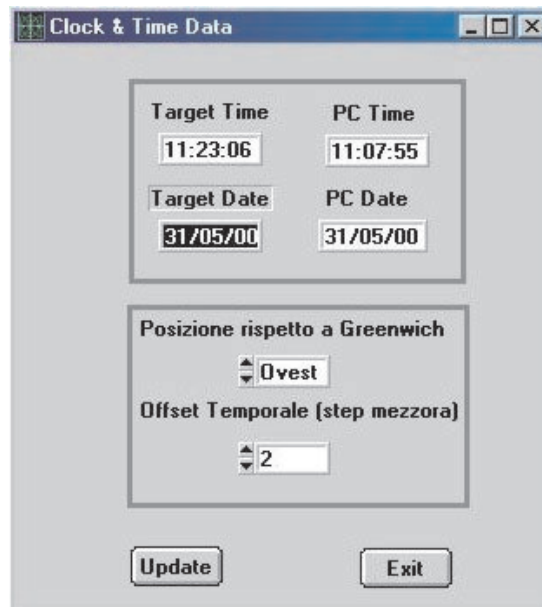 Clock & Time Data
Target Time PC Time
11:23:06 11:07:55
Target Date PC Date
31/05/00 31/05/00
Posizione rispetto a Greenwich
Ovest
Offset Temporale (step mezzora)
2
Update Exit